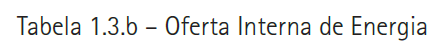 Tabela 1.3.b – Oferta Interna de Energia